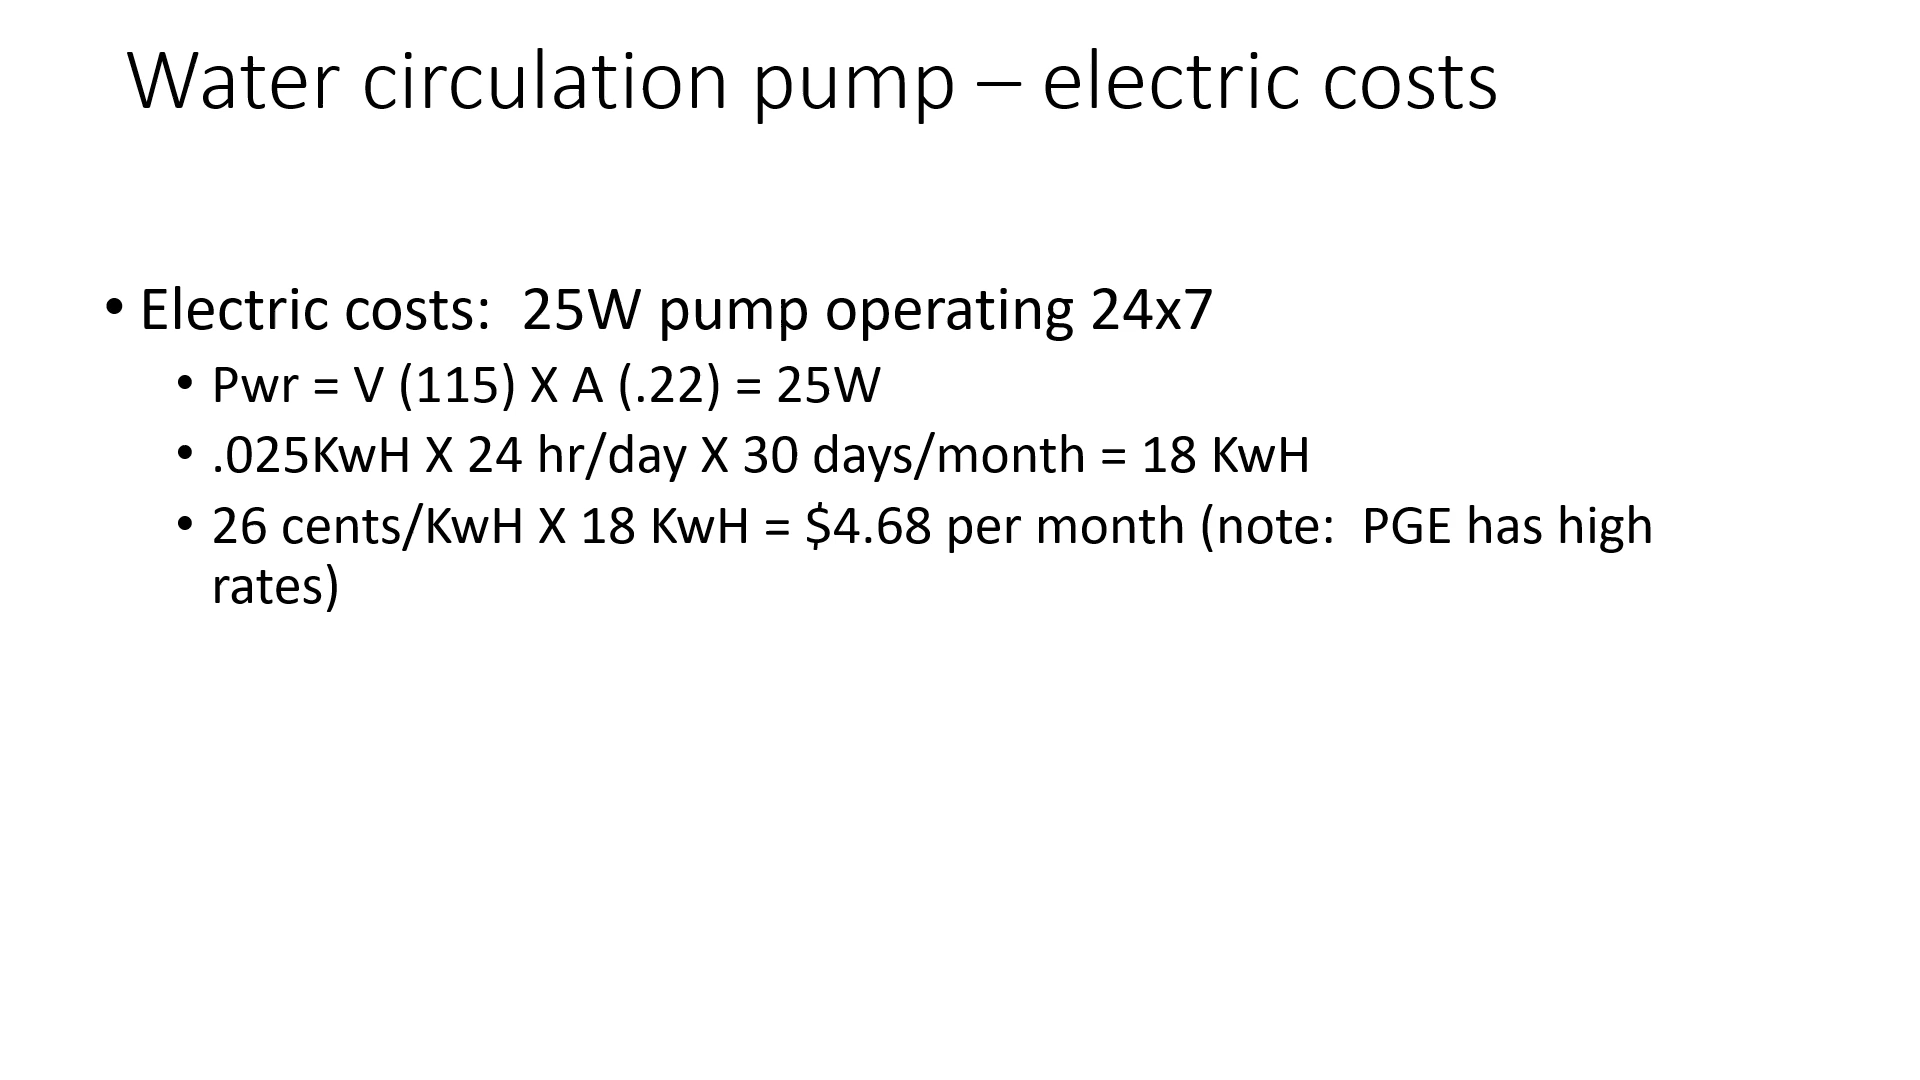 Water circulation pump – electric costs
• Electric costs:  25W pump operating 24x7
• Pwr = V (115) X A (.22) = 25W
• .025KwH X 24 hr/day X 30 days/month = 18 KwH
• 26 cents/KwH X 18 KwH = $4.68 per month (note:  PGE has high
rates)